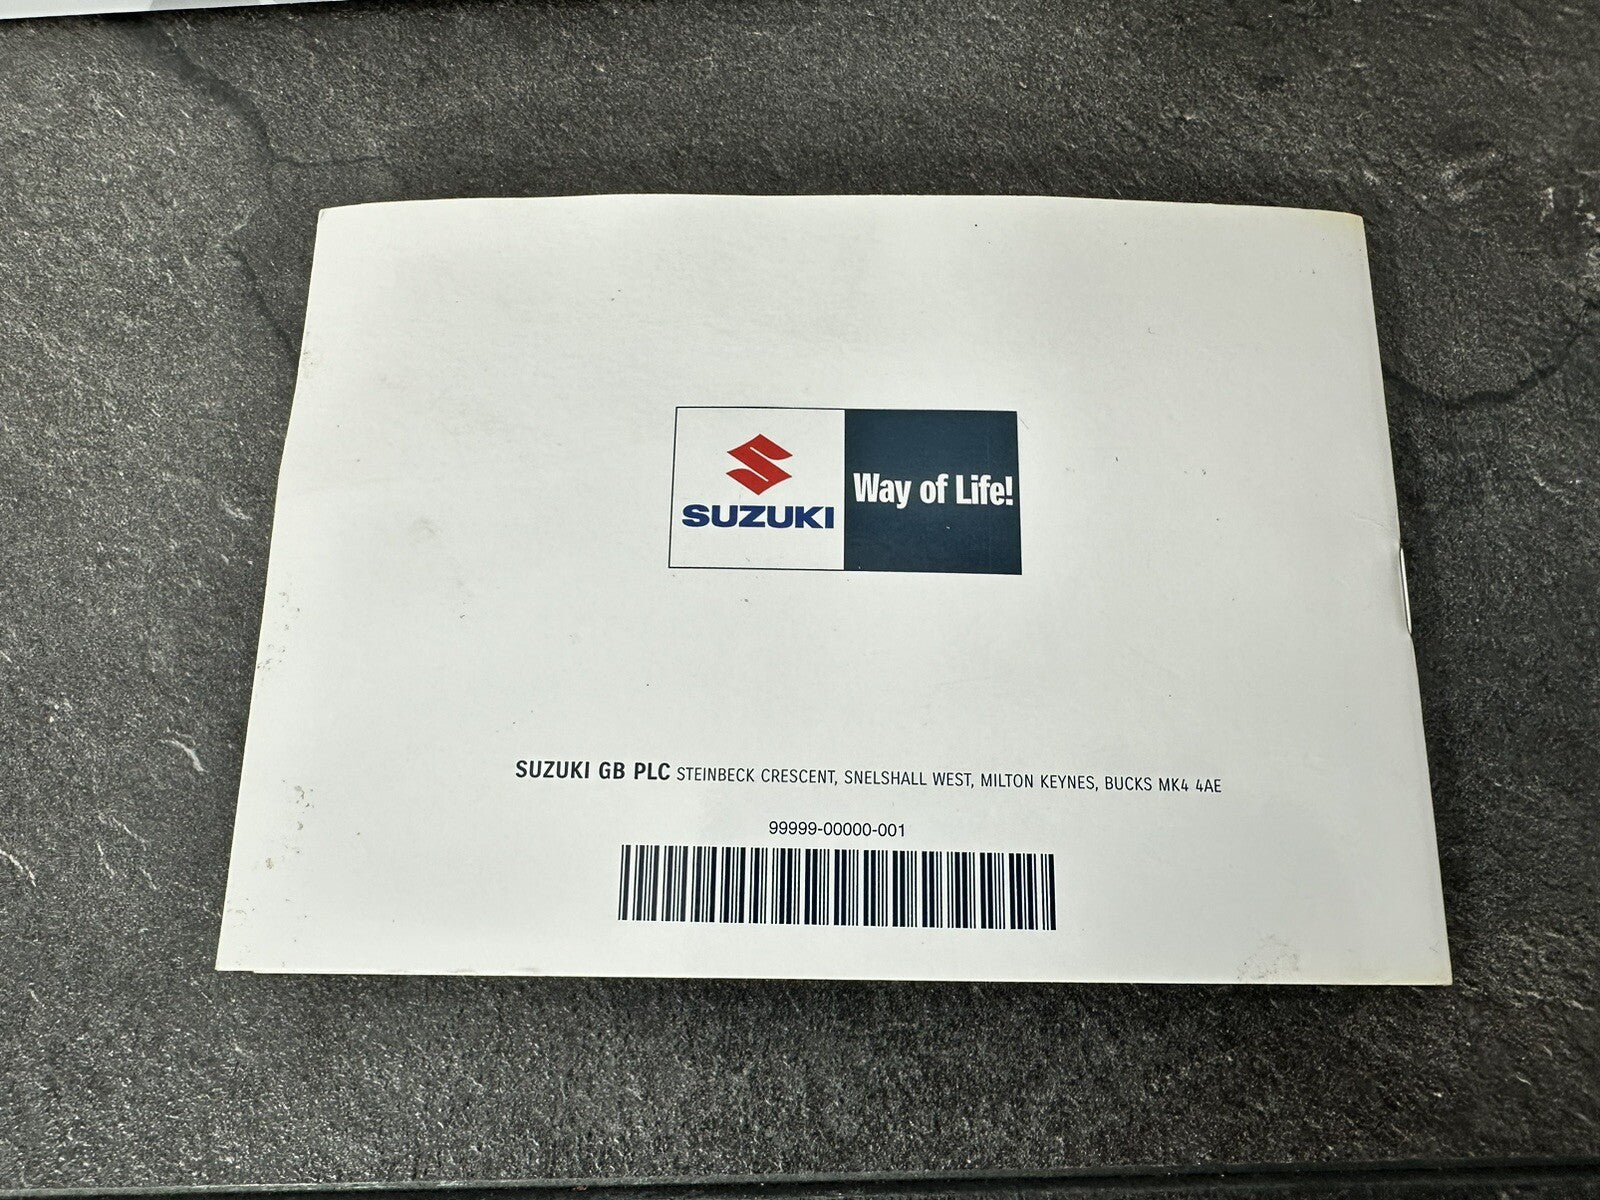 SUZUKI
Way of Life!
SUZUKI GB PLC STEINBECK CRESCENT, SNELSHALL WEST, MILTON KEYNES, BUCKS MK4 4AE
99999-00000-001